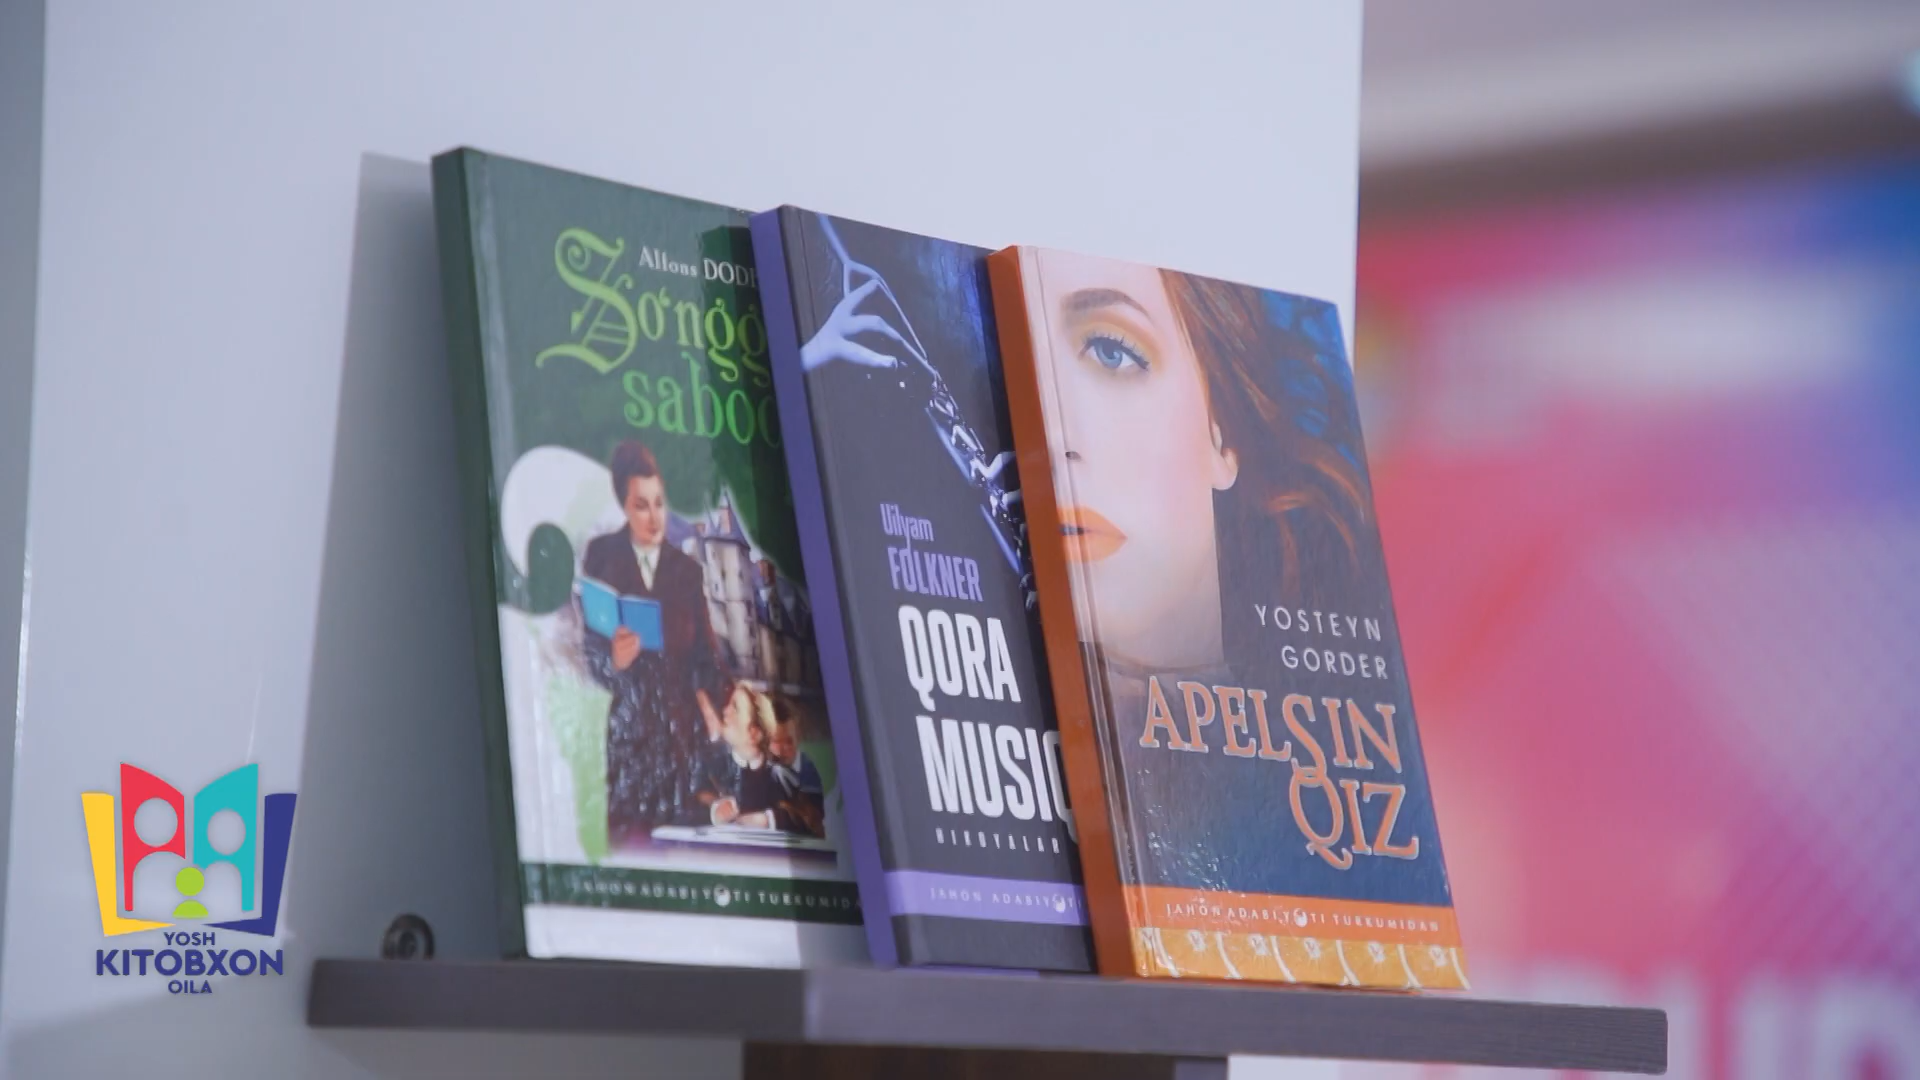 Alfons DODE
So'nggi
saboq
JAHON ADABIYOTI TURKUMIDAN
Uilyam
FOLKNER
QORA
MUSIQ
HIKOYALAR
JAHON ADABIYOTI
YOSTEYN
GORDER
APELSIN
QIZ
JAHON ADABIYOTI TURKUMIDAN
YOSH
KITOBXON
OILA